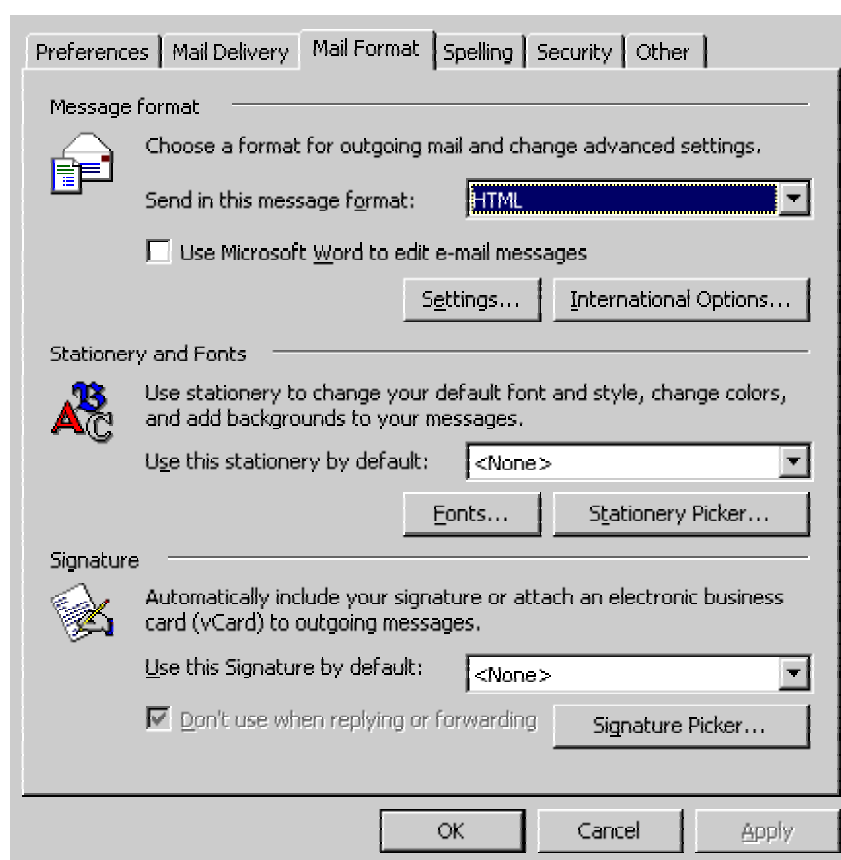 Preferences Mail Delivery Mail Format Spelling Security Other
Message format
Choose a format for outgoing mail and change advanced settings.
Send in this message format: HTML
Use Microsoft Word to edit e-mail messages
Settings... International Options...
Stationery and Fonts
Use stationery to change your default font and style, change colors,
and add backgrounds to your messages.
Use this stationery by default: <None>
Fonts... Stationery Picker...
Signature
Automatically include your signature or attach an electronic business
card (vCard) to outgoing messages.
Use this Signature by default: <None>
Don't use when replying or forwarding Signature Picker...
OK Cancel Apply